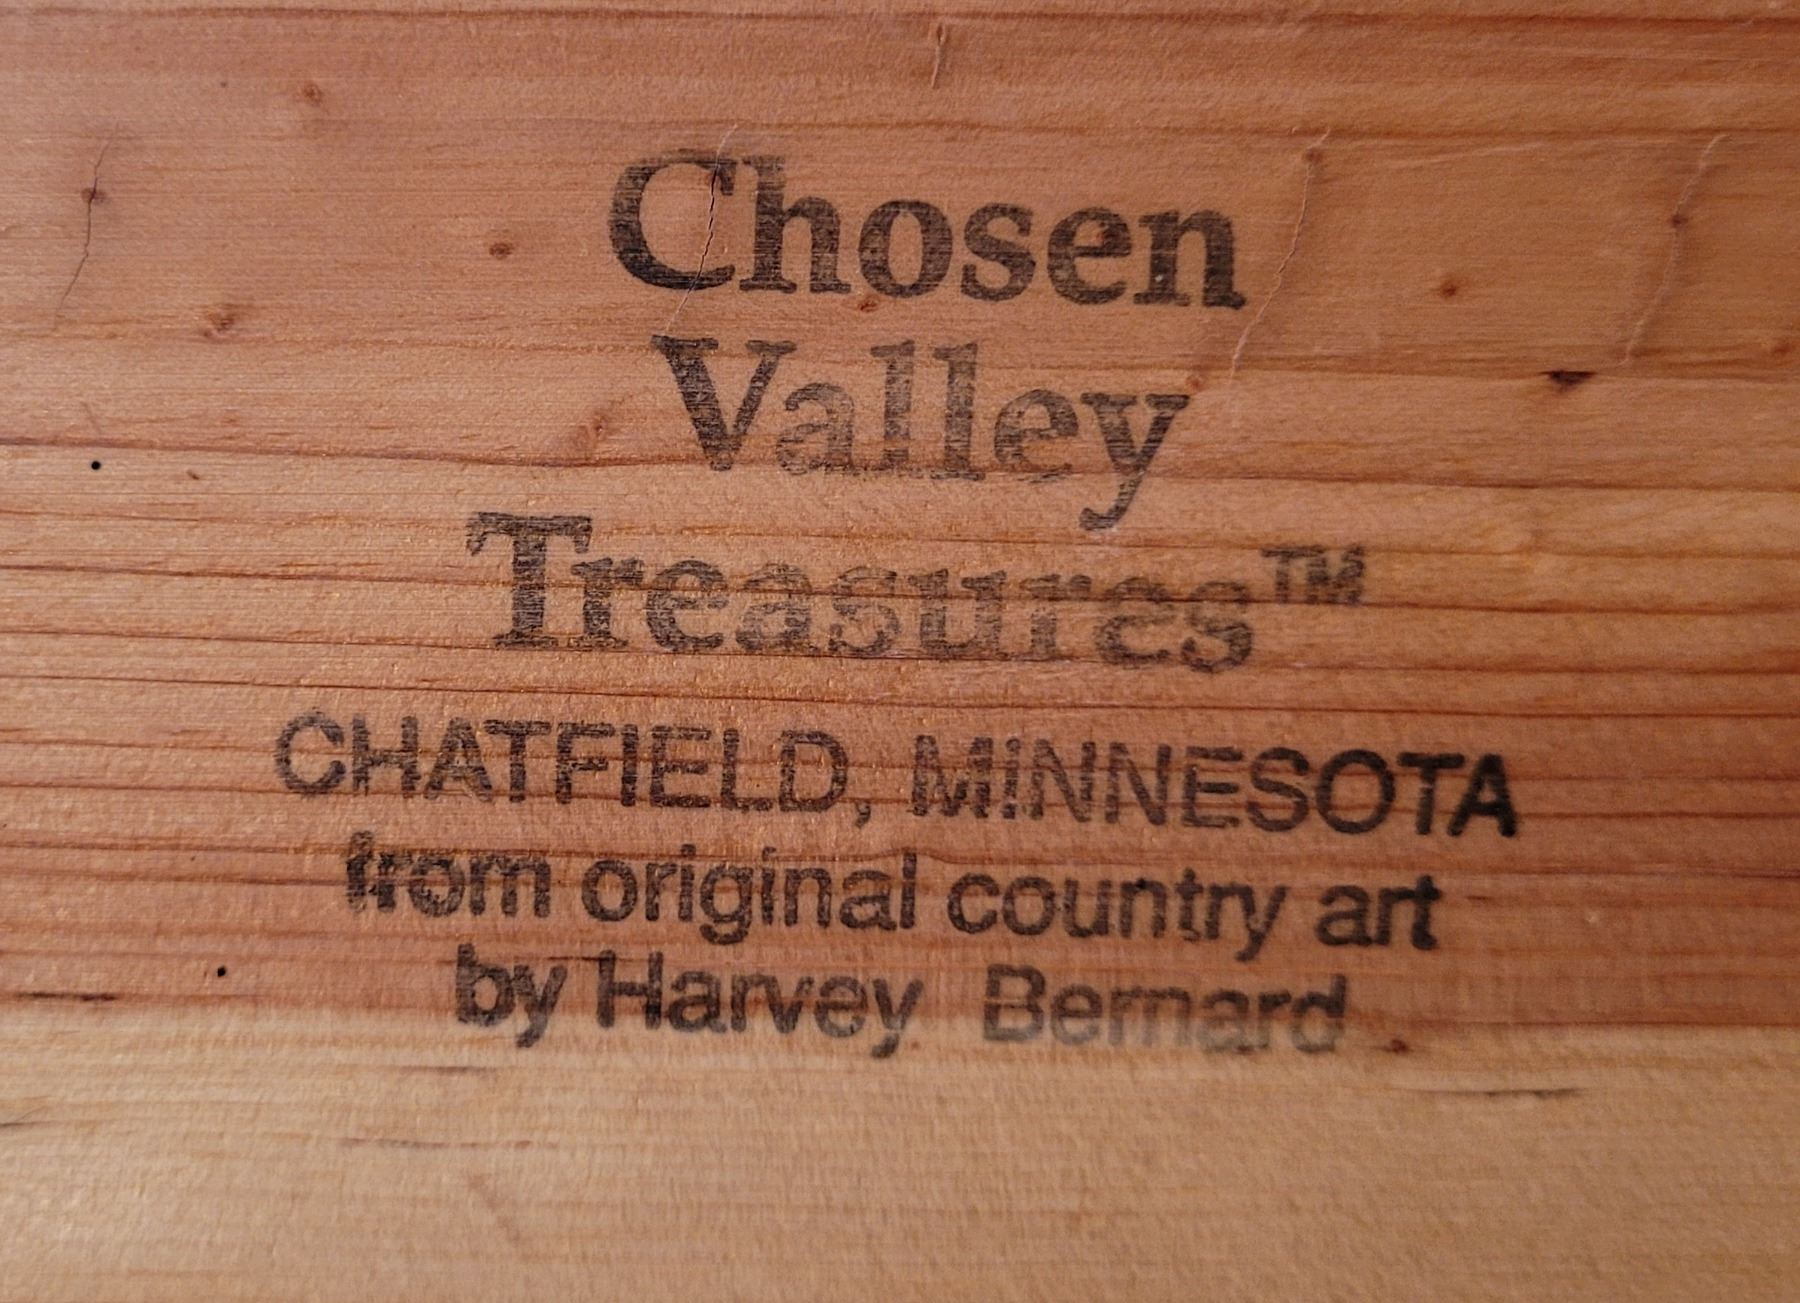 Chosen
Valley
Treasures™
CHATFIELD, MINNESOTA
from original country art
by Harvey Bernard